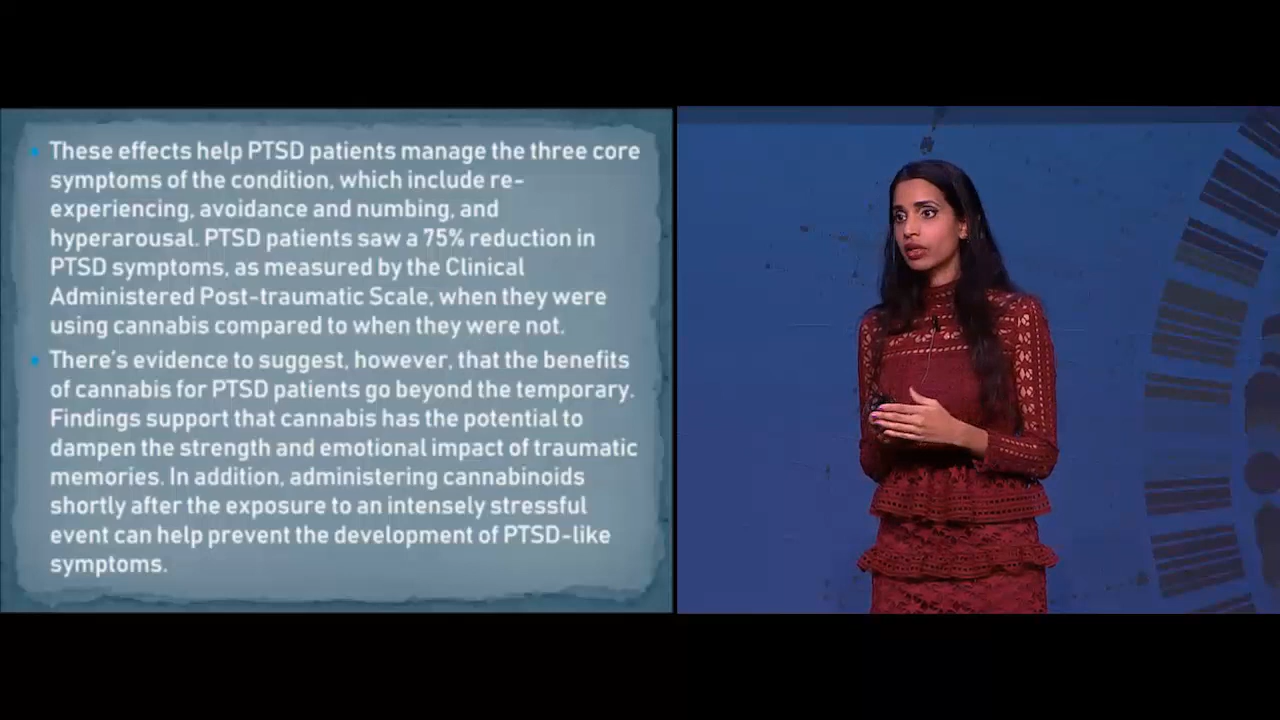 These effects help PTSD patients manage the three core
symptoms of the condition, which include re-
experiencing, avoidance and numbing, and
hyperarousal. PTSD patients saw a 75% reduction in
PTSD symptoms, as measured by the Clinical
Administered Post-traumatic Scale, when they were
using cannabis compared to when they were not.
There's evidence to suggest, however, that the benefits
of cannabis for PTSD patients go beyond the temporary.
Findings support that cannabis has the potential to
dampen the strength and emotional impact of traumatic
memories. In addition, administering cannabinoids
shortly after the exposure to an intensely stressful
event can help prevent the development of PTSD-like
symptoms.